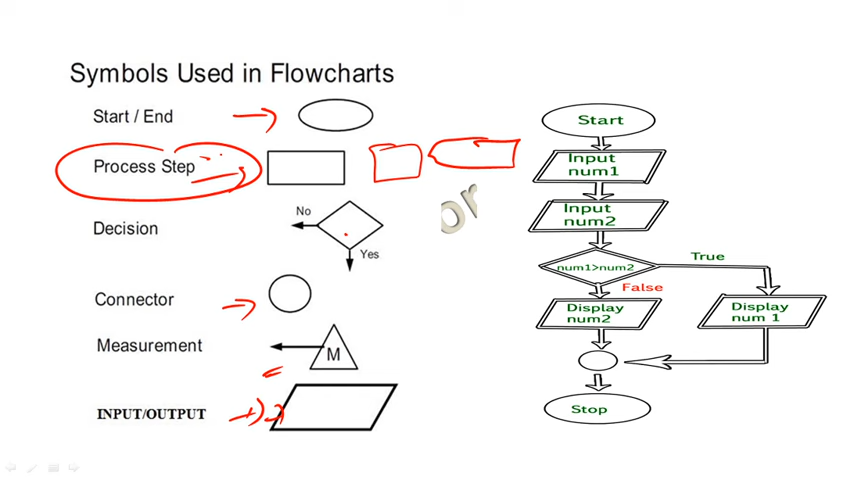 Symbols Used in Flowcharts
Start / End
Process Step
Decision
No
Yes
Connector
Measurement
M
INPUT/OUTPUT
or
Start
Input
num1
Input
num2
num1>num2
True
False
Display
num2
Display
num 1
Stop